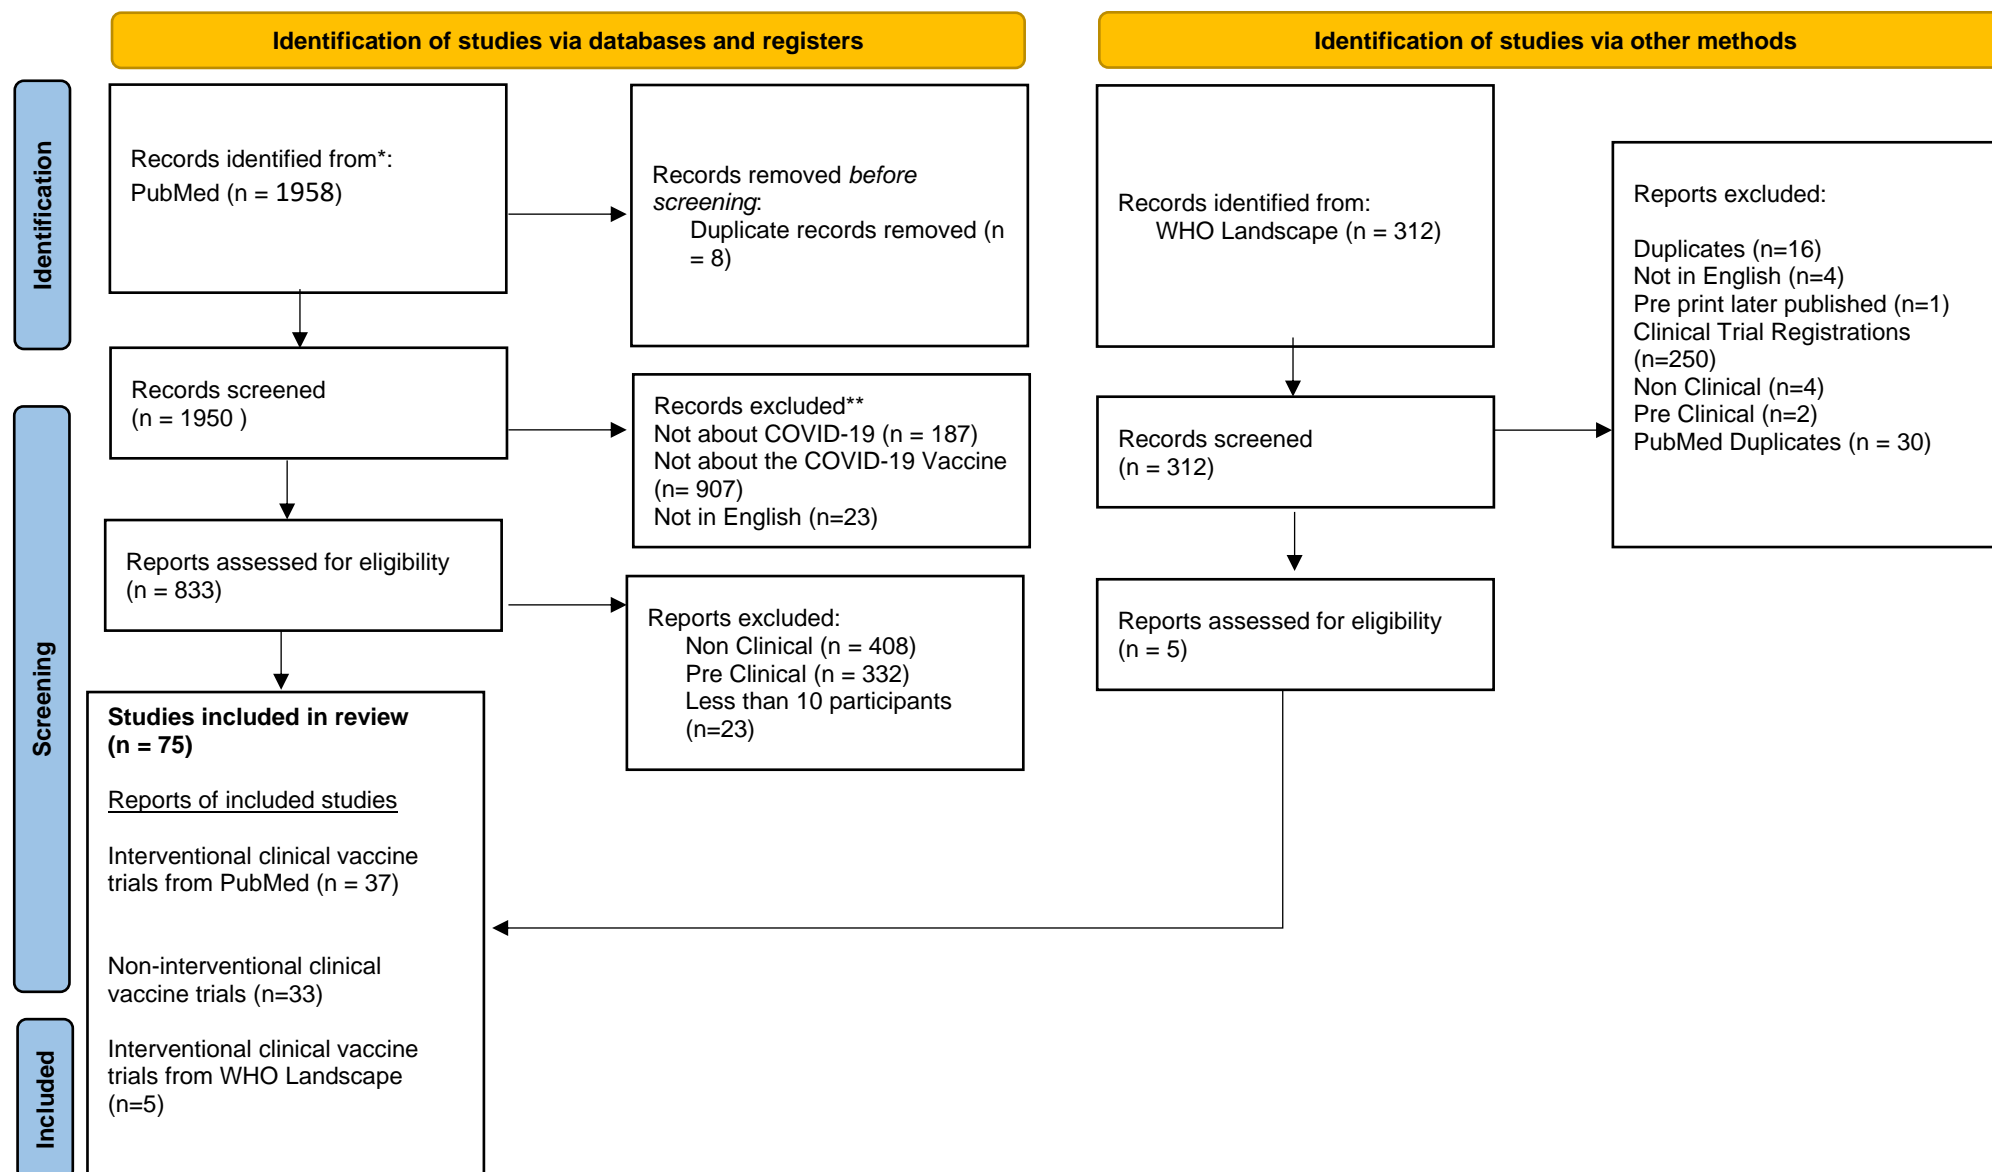 Identification of studies via databases and registers
Identification of studies via other methods
Identification
Records identified from*:
PubMed (n = 1958)
Records removed before
screening:
Duplicate records removed (n
= 8)
Records identified from:
WHO Landscape (n = 312)
Reports excluded:
Duplicates (n=16)
Not in English (n=4)
Pre print later published (n=1)
Clinical Trial Registrations
(n=250)
Non Clinical (n=4)
Pre Clinical (n=2)
PubMed Duplicates (n = 30)
Screening
Records screened
(n = 1950 )
Records excluded**
Not about COVID-19 (n = 187)
Not about the COVID-19 Vaccine
(n= 907)
Not in English (n=23)
Records screened
(n = 312)
Reports assessed for eligibility
(n = 833)
Reports excluded:
Non Clinical (n = 408)
Pre Clinical (n = 332)
Less than 10 participants
(n=23)
Reports assessed for eligibility
(n = 5)
Studies included in review
(n = 75)
Reports of included studies
Interventional clinical vaccine
trials from PubMed (n = 37)
Non-interventional clinical
vaccine trials (n=33)
Interventional clinical vaccine
trials from WHO Landscape
(n=5)
Included